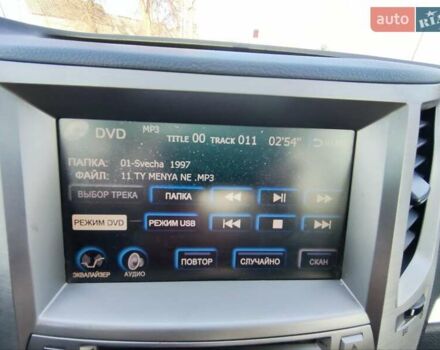 auto RIA
DVD MP3 TITLE 00 TRACK 011 02'54"
ПАПКА: 01-Svecha 1997
ФАЙЛ: 11.TY MENYA NE .MP3
ВЫБОР ТРЕКА ПАПКА
РЕЖИМ DVD РЕЖИМ USB
ЭКВАЛАЙЗЕР АУДИО ПОВТОР СЛУЧАЙНО СКАН